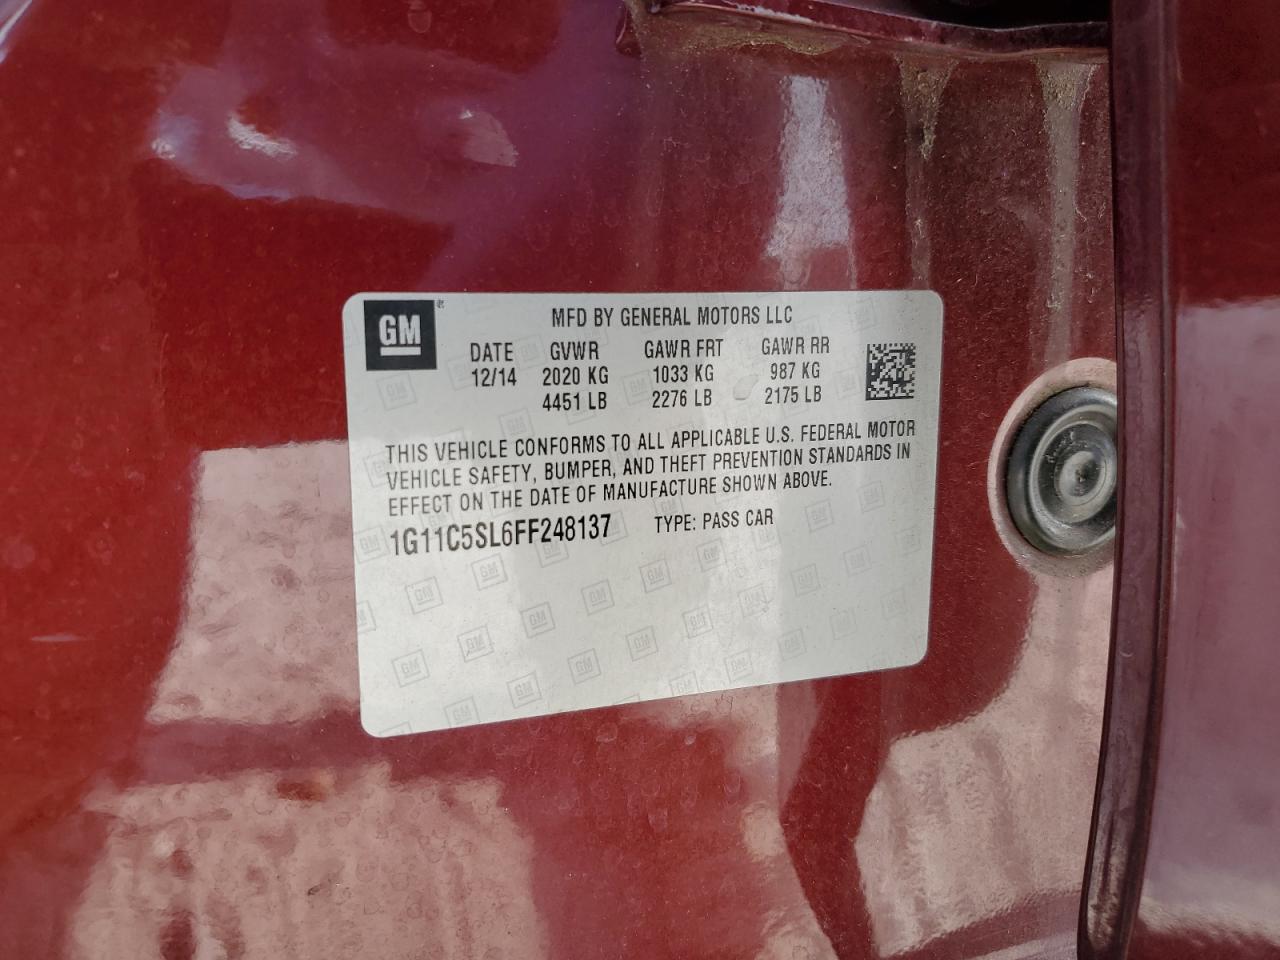 GM
MFD BY GENERAL MOTORS LLC
DATE GVWR GAWR FRT GAWR RR
12/14 2020 KG 1033 KG 987 KG
4451 LB 2276 LB 2175 LB
THIS VEHICLE CONFORMS TO ALL APPLICABLE U.S. FEDERAL MOTOR
VEHICLE SAFETY, BUMPER, AND THEFT PREVENTION STANDARDS IN
EFFECT ON THE DATE OF MANUFACTURE SHOWN ABOVE.
1G11C5SL6FF248137 TYPE: PASS CAR